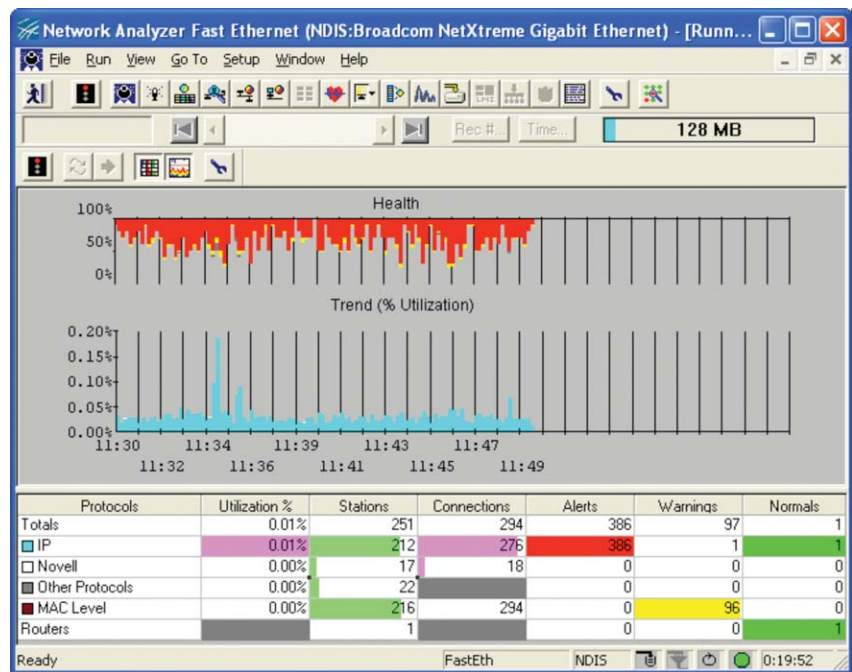 Network Analyzer Fast Ethernet (NDIS:Broadcom NetXtreme Gigabit Ethernet) - [Runn...
File Run View Go To Setup Window Help
Rec #... Time... 128 MB
Health
100%
50%
0%
Trend (% Utilization)
0.20%
0.15%
0.10%
0.05%
0.00%
11:30 11:34 11:39 11:43 11:47
11:32 11:36 11:41 11:45 11:49
Protocols Utilization % Stations Connections Alerts Warnings Normals
Totals 0.01% 251 294 386 97 1
IP 0.01% 212 276 386 1 1
Novell 0.00% 17 18 0 0 0
Other Protocols 0.00% 22 0 0 0
MAC Level 0.00% 216 294 0 96 0
Routers 1 0 0 1
Ready FastEth NDIS 0:19:52